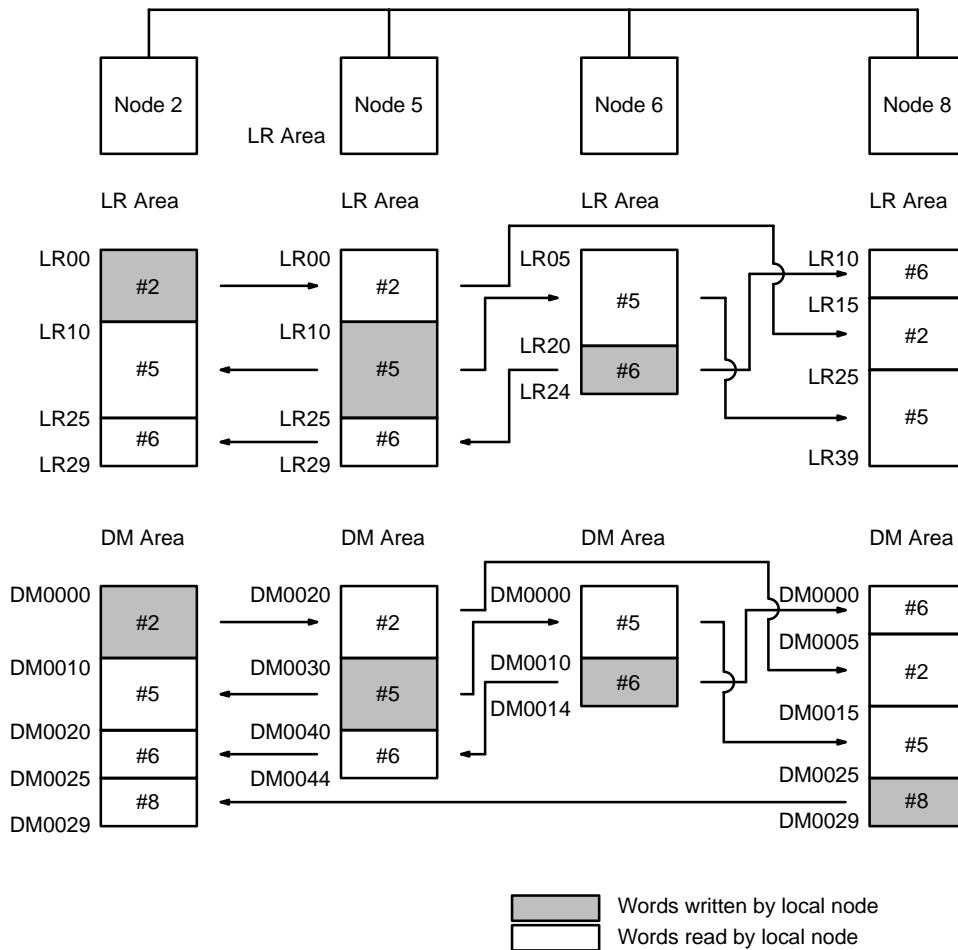 Node 2 Node 5 Node 6 Node 8
LR Area
LR Area LR Area LR Area LR Area
LR00 LR00 LR05 LR10
#2 #2 #5 #6
LR10 LR10 LR20 LR15
#5 #5 #6 #2
LR25 LR25 LR24 LR25
#6 #6 #5
LR29 LR29 LR39
DM Area DM Area DM Area DM Area
DM0000 DM0020 DM0000 DM0000
#2 #2 #5 #6
DM0010 DM0030 DM0010 DM0005
#5 #5 #6 #2
DM0020 DM0040 DM0014 DM0015
#6 #6 #5
DM0025 DM0044 DM0025
#8 #8
DM0029 DM0029
Words written by local node
Words read by local node